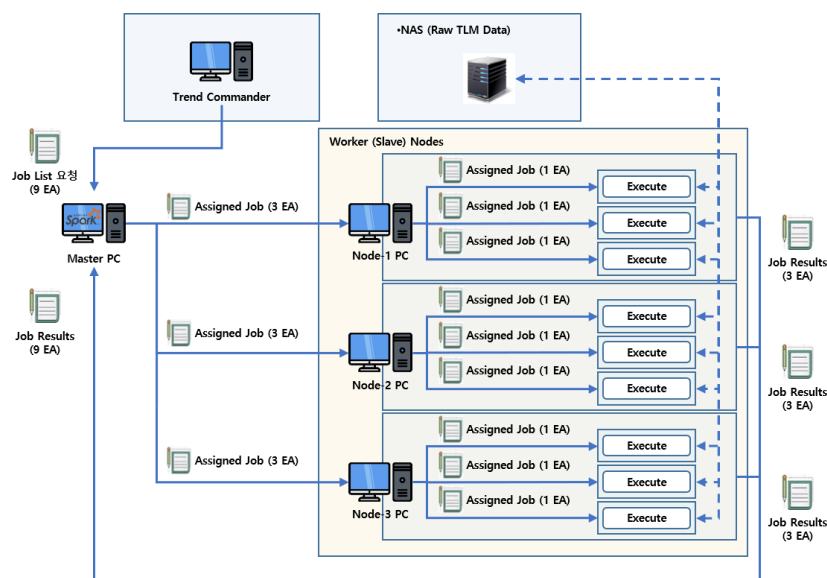 •NAS (Raw TLM Data)
Trend Commander
Worker (Slave) Nodes
Job List 요청
(9 EA)
Spark
Master PC
Job Results
(9 EA)
Assigned Job (3 EA)
Assigned Job (3 EA)
Assigned Job (3 EA)
Node-1 PC
Assigned Job (1 EA)
Assigned Job (1 EA)
Assigned Job (1 EA)
Execute
Execute
Execute
Job Results
(3 EA)
Node-2 PC
Assigned Job (1 EA)
Assigned Job (1 EA)
Assigned Job (1 EA)
Execute
Execute
Execute
Job Results
(3 EA)
Node-3 PC
Assigned Job (1 EA)
Assigned Job (1 EA)
Assigned Job (1 EA)
Execute
Execute
Execute
Job Results
(3 EA)